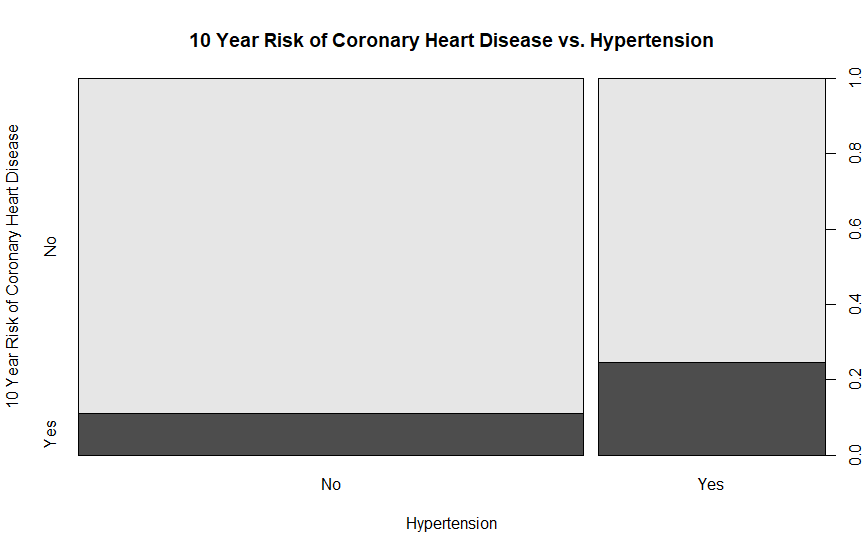 10 Year Risk of Coronary Heart Disease vs. Hypertension
10 Year Risk of Coronary Heart Disease
No
Yes
1.0
0.8
0.6
0.4
0.2
0.0
No
Yes
Hypertension